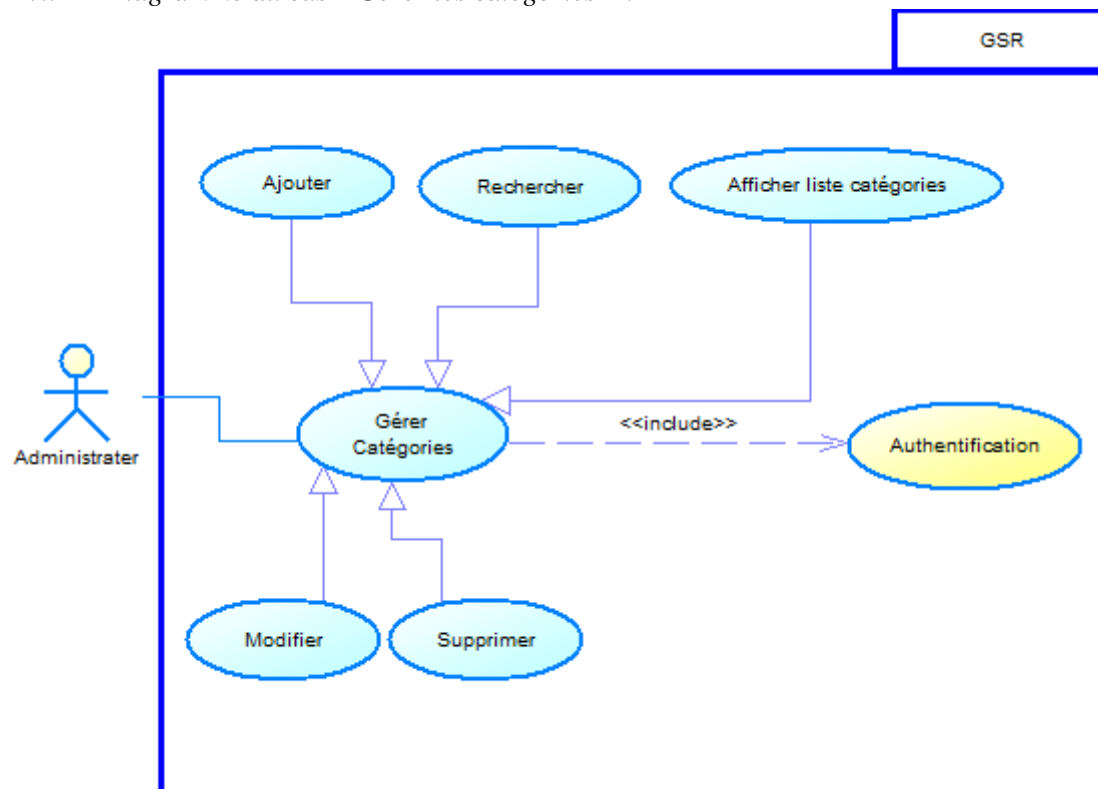 GSR
Ajouter
Rechercher
Afficher liste catégories
Gérer
Catégories
<<include>>
Authentification
Administrater
Modifier
Supprimer